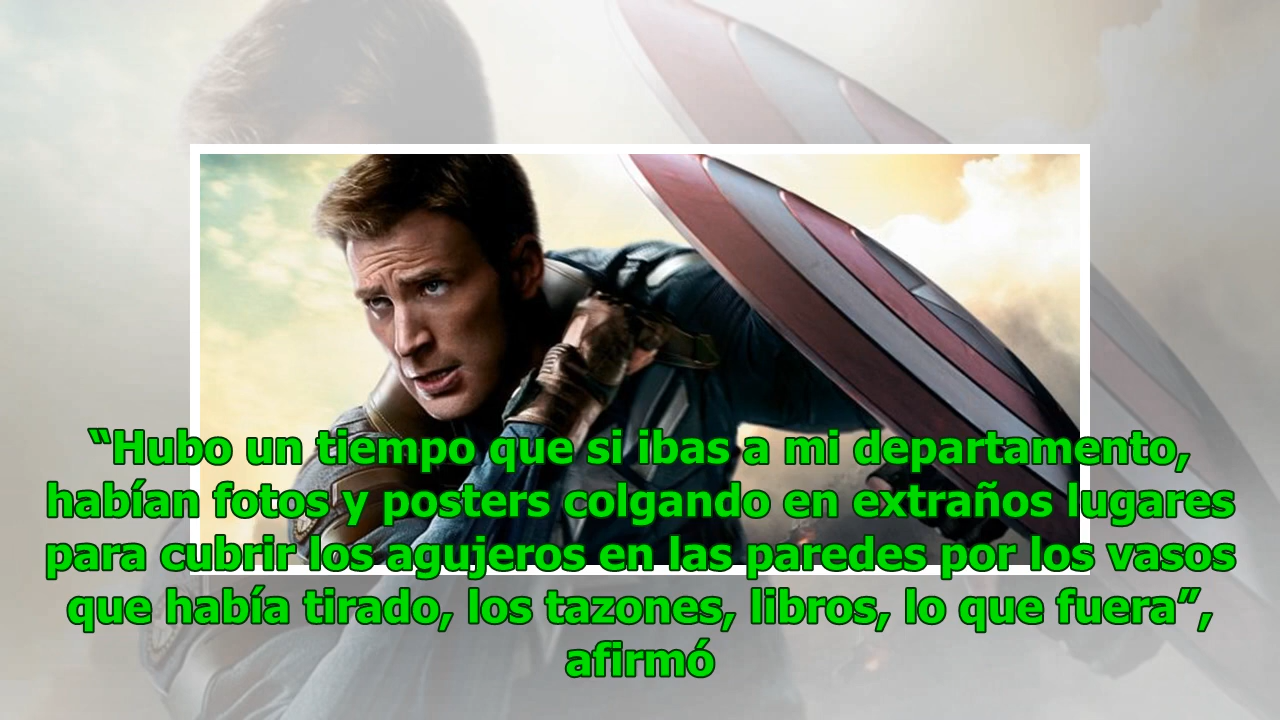 “Hubo un tiempo que si ibas a mi departamento,
habían fotos y posters colgando en extraños lugares
para cubrir los agujeros en las paredes por los vasos
que había tirado, los tazones, libros, lo que fuera”,
afirmó